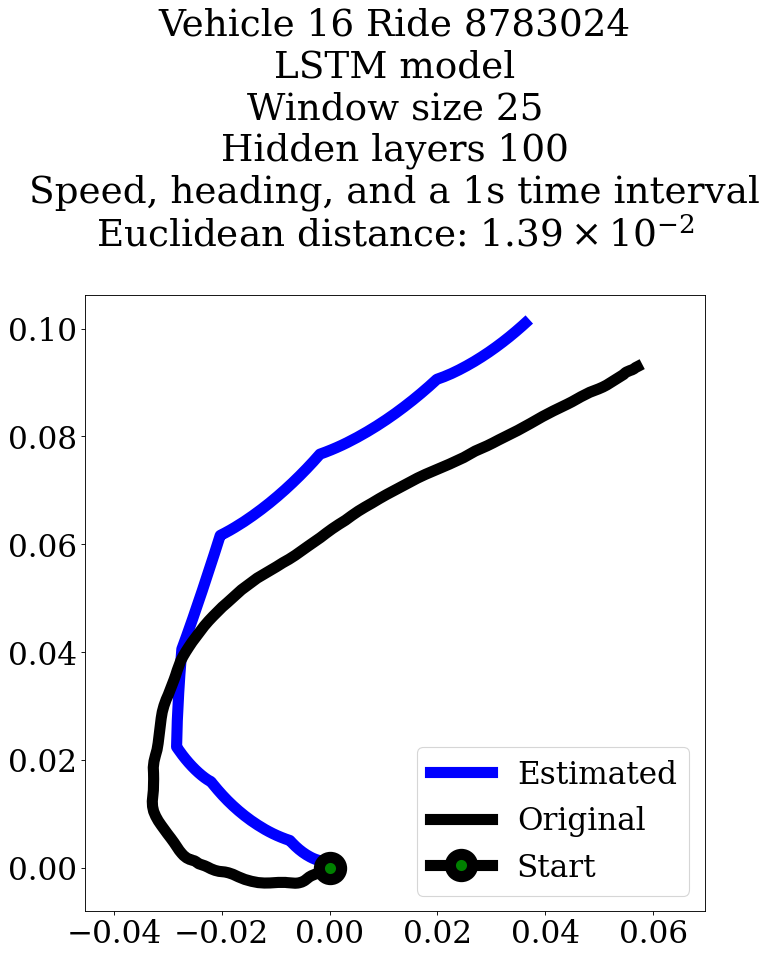 Vehicle 16 Ride 8783024
LSTM model
Window size 25
Hidden layers 100
Speed, heading, and a 1s time interval
Euclidean distance: 1.39 × 10⁻²
0.10
0.08
0.06
0.04
0.02
0.00
Estimated
Original
Start
−0.04 −0.02 0.00 0.02 0.04 0.06